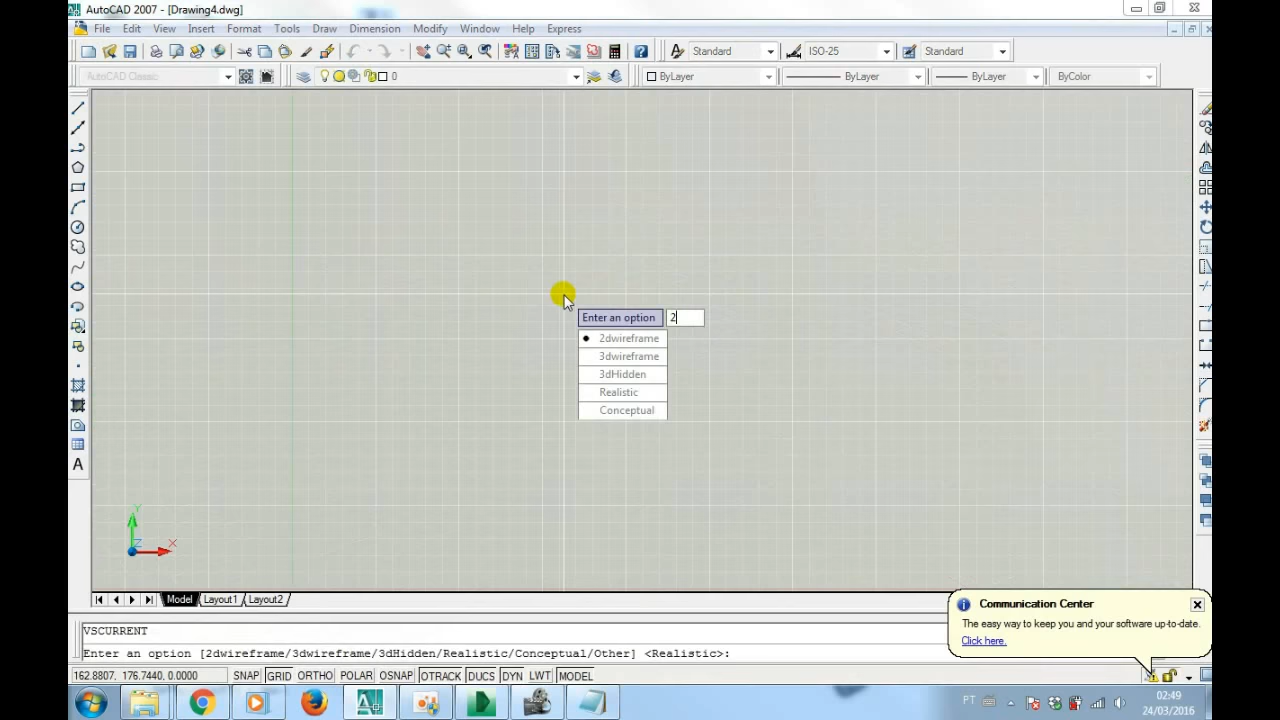 AutoCAD 2007 - [Drawing4.dwg]
File Edit View Insert Format Tools Draw Dimension Modify Window Help Express
Standard ISO-25 Standard
AutoCAD Classic 0 ByLayer ByLayer ByLayer ByColor
Enter an option 2
2dwireframe
3dwireframe
3dHidden
Realistic
Conceptual
A
Y
Z X
Model Layout1 Layout2
Communication Center
The easy way to keep you and your software up-to-date.
Click here.
VSCURRENT
Enter an option [2dwireframe/3dwireframe/3dHidden/Realistic/Conceptual/Other] <Realistic>:
162.8807, 176.7440, 0.0000 SNAP GRID ORTHO POLAR OSNAP OTRACK DUCS DYN LWT MODEL
PT 02:49
24/03/2016